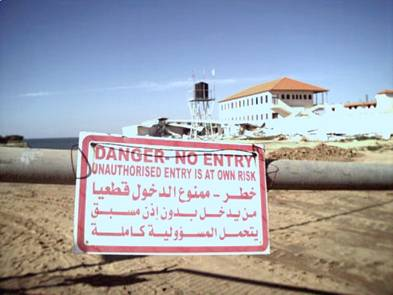 DANGER- NO ENTRY
UNAUTHORISED ENTRY IS AT OWN RISK
خطر - ممنوع الدخول قطعيا
من يدخل بدون إذن مسبق
يتحمل المسؤولية كاملة